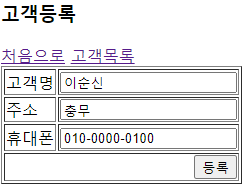 고객등록
처음으로 고객목록
고객명 이순신
주소 충무
휴대폰 010-0000-0100
등록